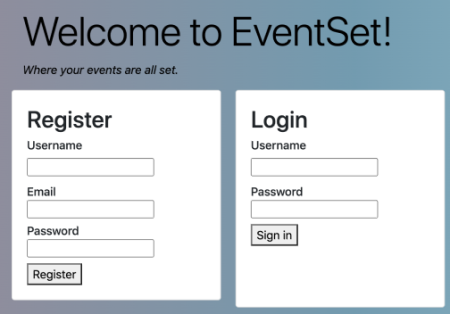 Welcome to EventSet!
Where your events are all set.
Register
Username
Email
Password
Register
Login
Username
Password
Sign in